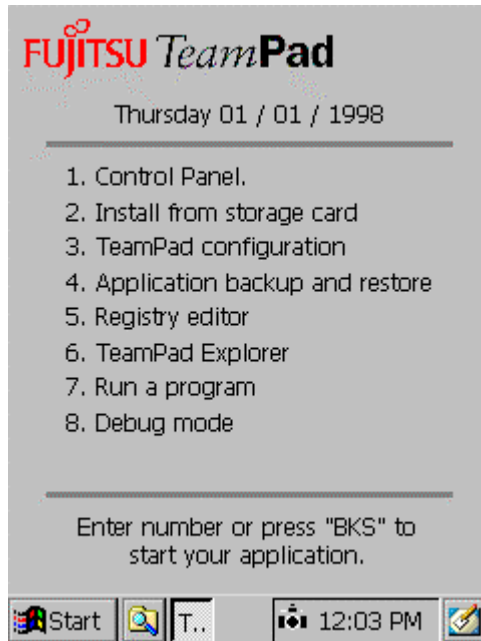 FUJITSU TeamPad
Thursday 01 / 01 / 1998
1. Control Panel.
2. Install from storage card
3. TeamPad configuration
4. Application backup and restore
5. Registry editor
6. TeamPad Explorer
7. Run a program
8. Debug mode
Enter number or press "BKS" to
start your application.
Start T.. 12:03 PM